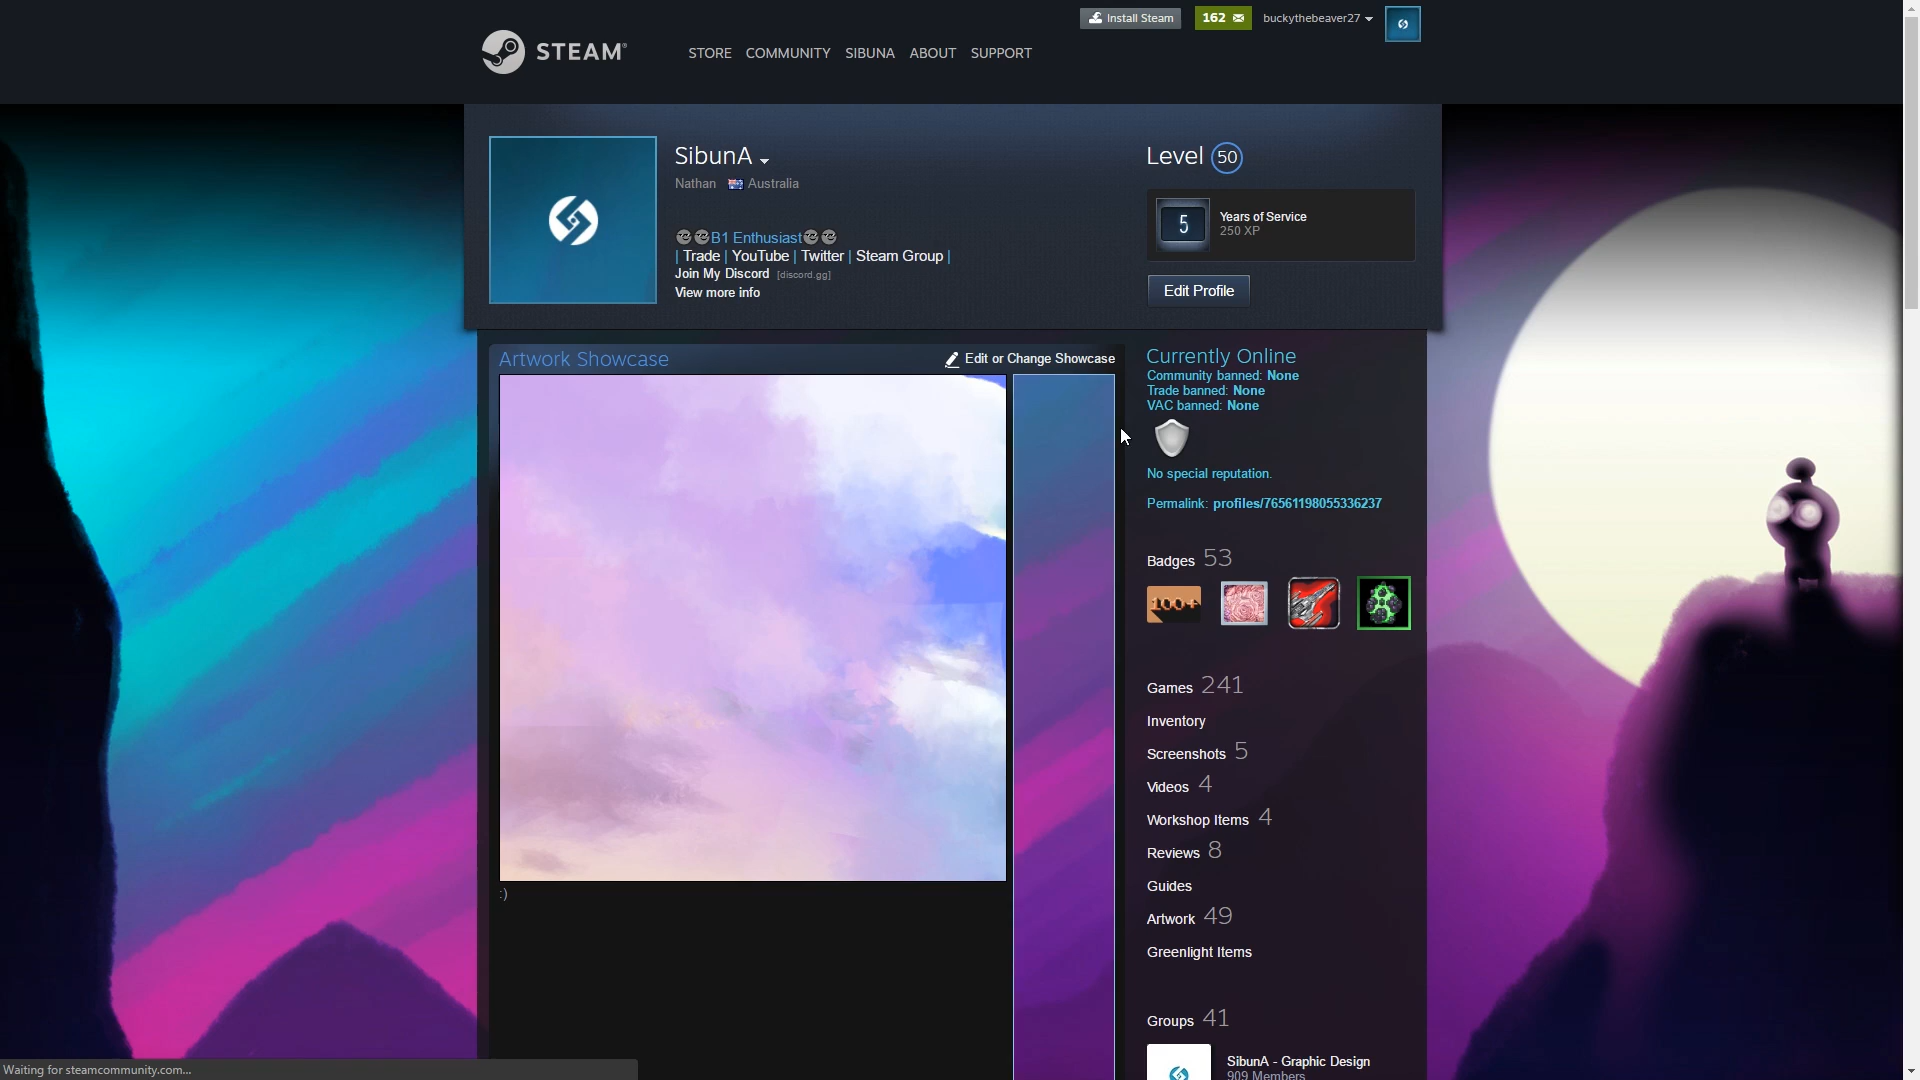 Install Steam
162
buckythebeaver27
STEAM
STORE COMMUNITY SIBUNA ABOUT SUPPORT
SibunA
Nathan Australia
B1 Enthusiast
| Trade | YouTube | Twitter | Steam Group |
Join My Discord [discord.gg]
View more info
Level 50
5
Years of Service
250 XP
Edit Profile
Artwork Showcase
Edit or Change Showcase
:)
Currently Online
Community banned: None
Trade banned: None
VAC banned: None
No special reputation.
Permalink: profiles/76561198055336237
Badges 53
100+
Games 241
Inventory
Screenshots 5
Videos 4
Workshop Items 4
Reviews 8
Guides
Artwork 49
Greenlight Items
Groups 41
SibunA - Graphic Design
909 Members
Waiting for steamcommunity.com...